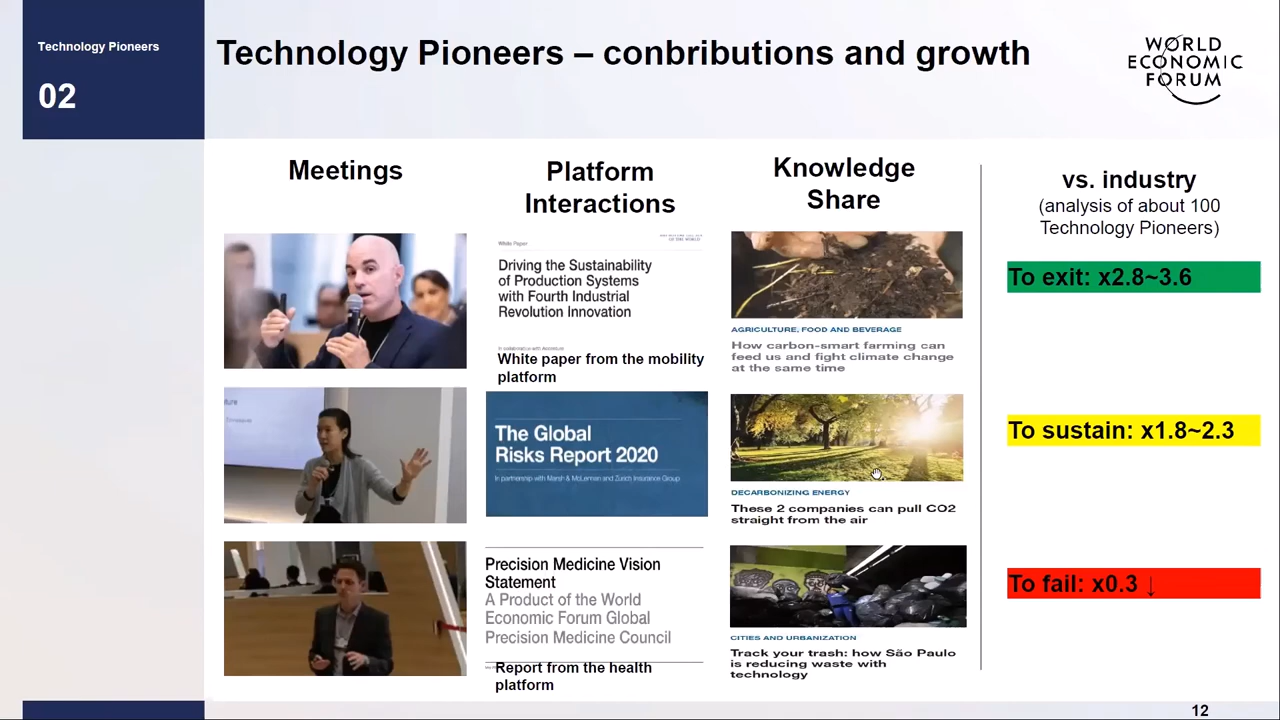 Technology Pioneers
02
Technology Pioneers – conbributions and growth
WORLD
ECONOMIC
FORUM
Meetings
Platform
Interactions
White Paper
Driving the Sustainability
of Production Systems
with Fourth Industrial
Revolution Innovation
In collaboration with Accenture
White paper from the mobility
platform
The Global
Risks Report 2020
In partnership with Marsh & McLennan and Zurich Insurance Group
Precision Medicine Vision
Statement
A Product of the World
Economic Forum Global
Precision Medicine Council
Report from the health
platform
Knowledge
Share
AGRICULTURE, FOOD AND BEVERAGE
How carbon-smart farming can
feed us and fight climate change
at the same time
DECARBONIZING ENERGY
These 2 companies can pull CO2
straight from the air
CITIES AND URBANIZATION
Track your trash: how São Paulo
is reducing waste with
technology
vs. industry
(analysis of about 100
Technology Pioneers)
To exit: x2.8~3.6
To sustain: x1.8~2.3
To fail: x0.3 ↓
12